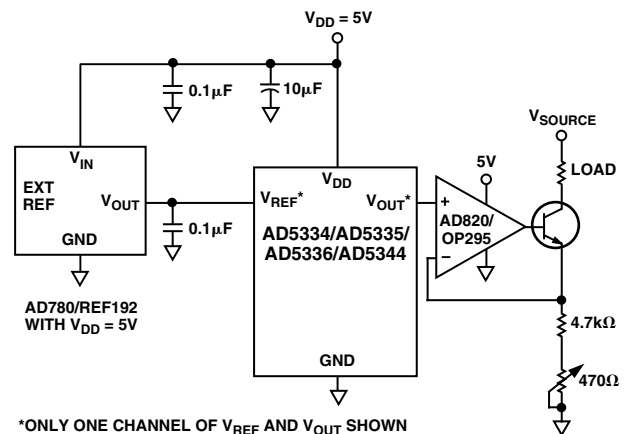 V_DD = 5V
0.1µF
10µF
V_SOURCE
LOAD
EXT
REF
V_IN
V_OUT
GND
0.1µF
V_REF*
V_DD
V_OUT*
AD5334/AD5335/
AD5336/AD5344
GND
5V
+
AD820/
OP295
–
4.7kΩ
470Ω
AD780/REF192
WITH V_DD = 5V
*ONLY ONE CHANNEL OF V_REF AND V_OUT SHOWN